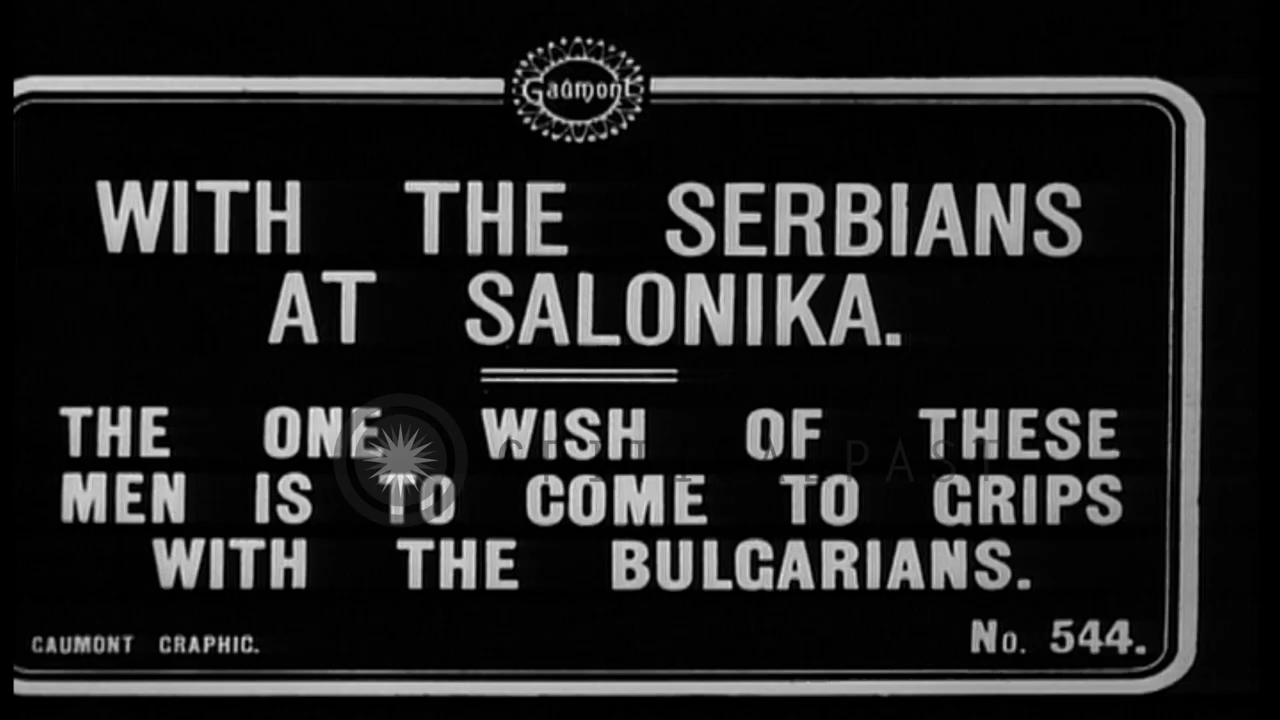 Gaumont
WITH THE SERBIANS
AT SALONIKA.
THE ONE WISH OF THESE
MEN IS TO COME TO GRIPS
WITH THE BULGARIANS.
GAUMONT GRAPHIC.
No. 544.